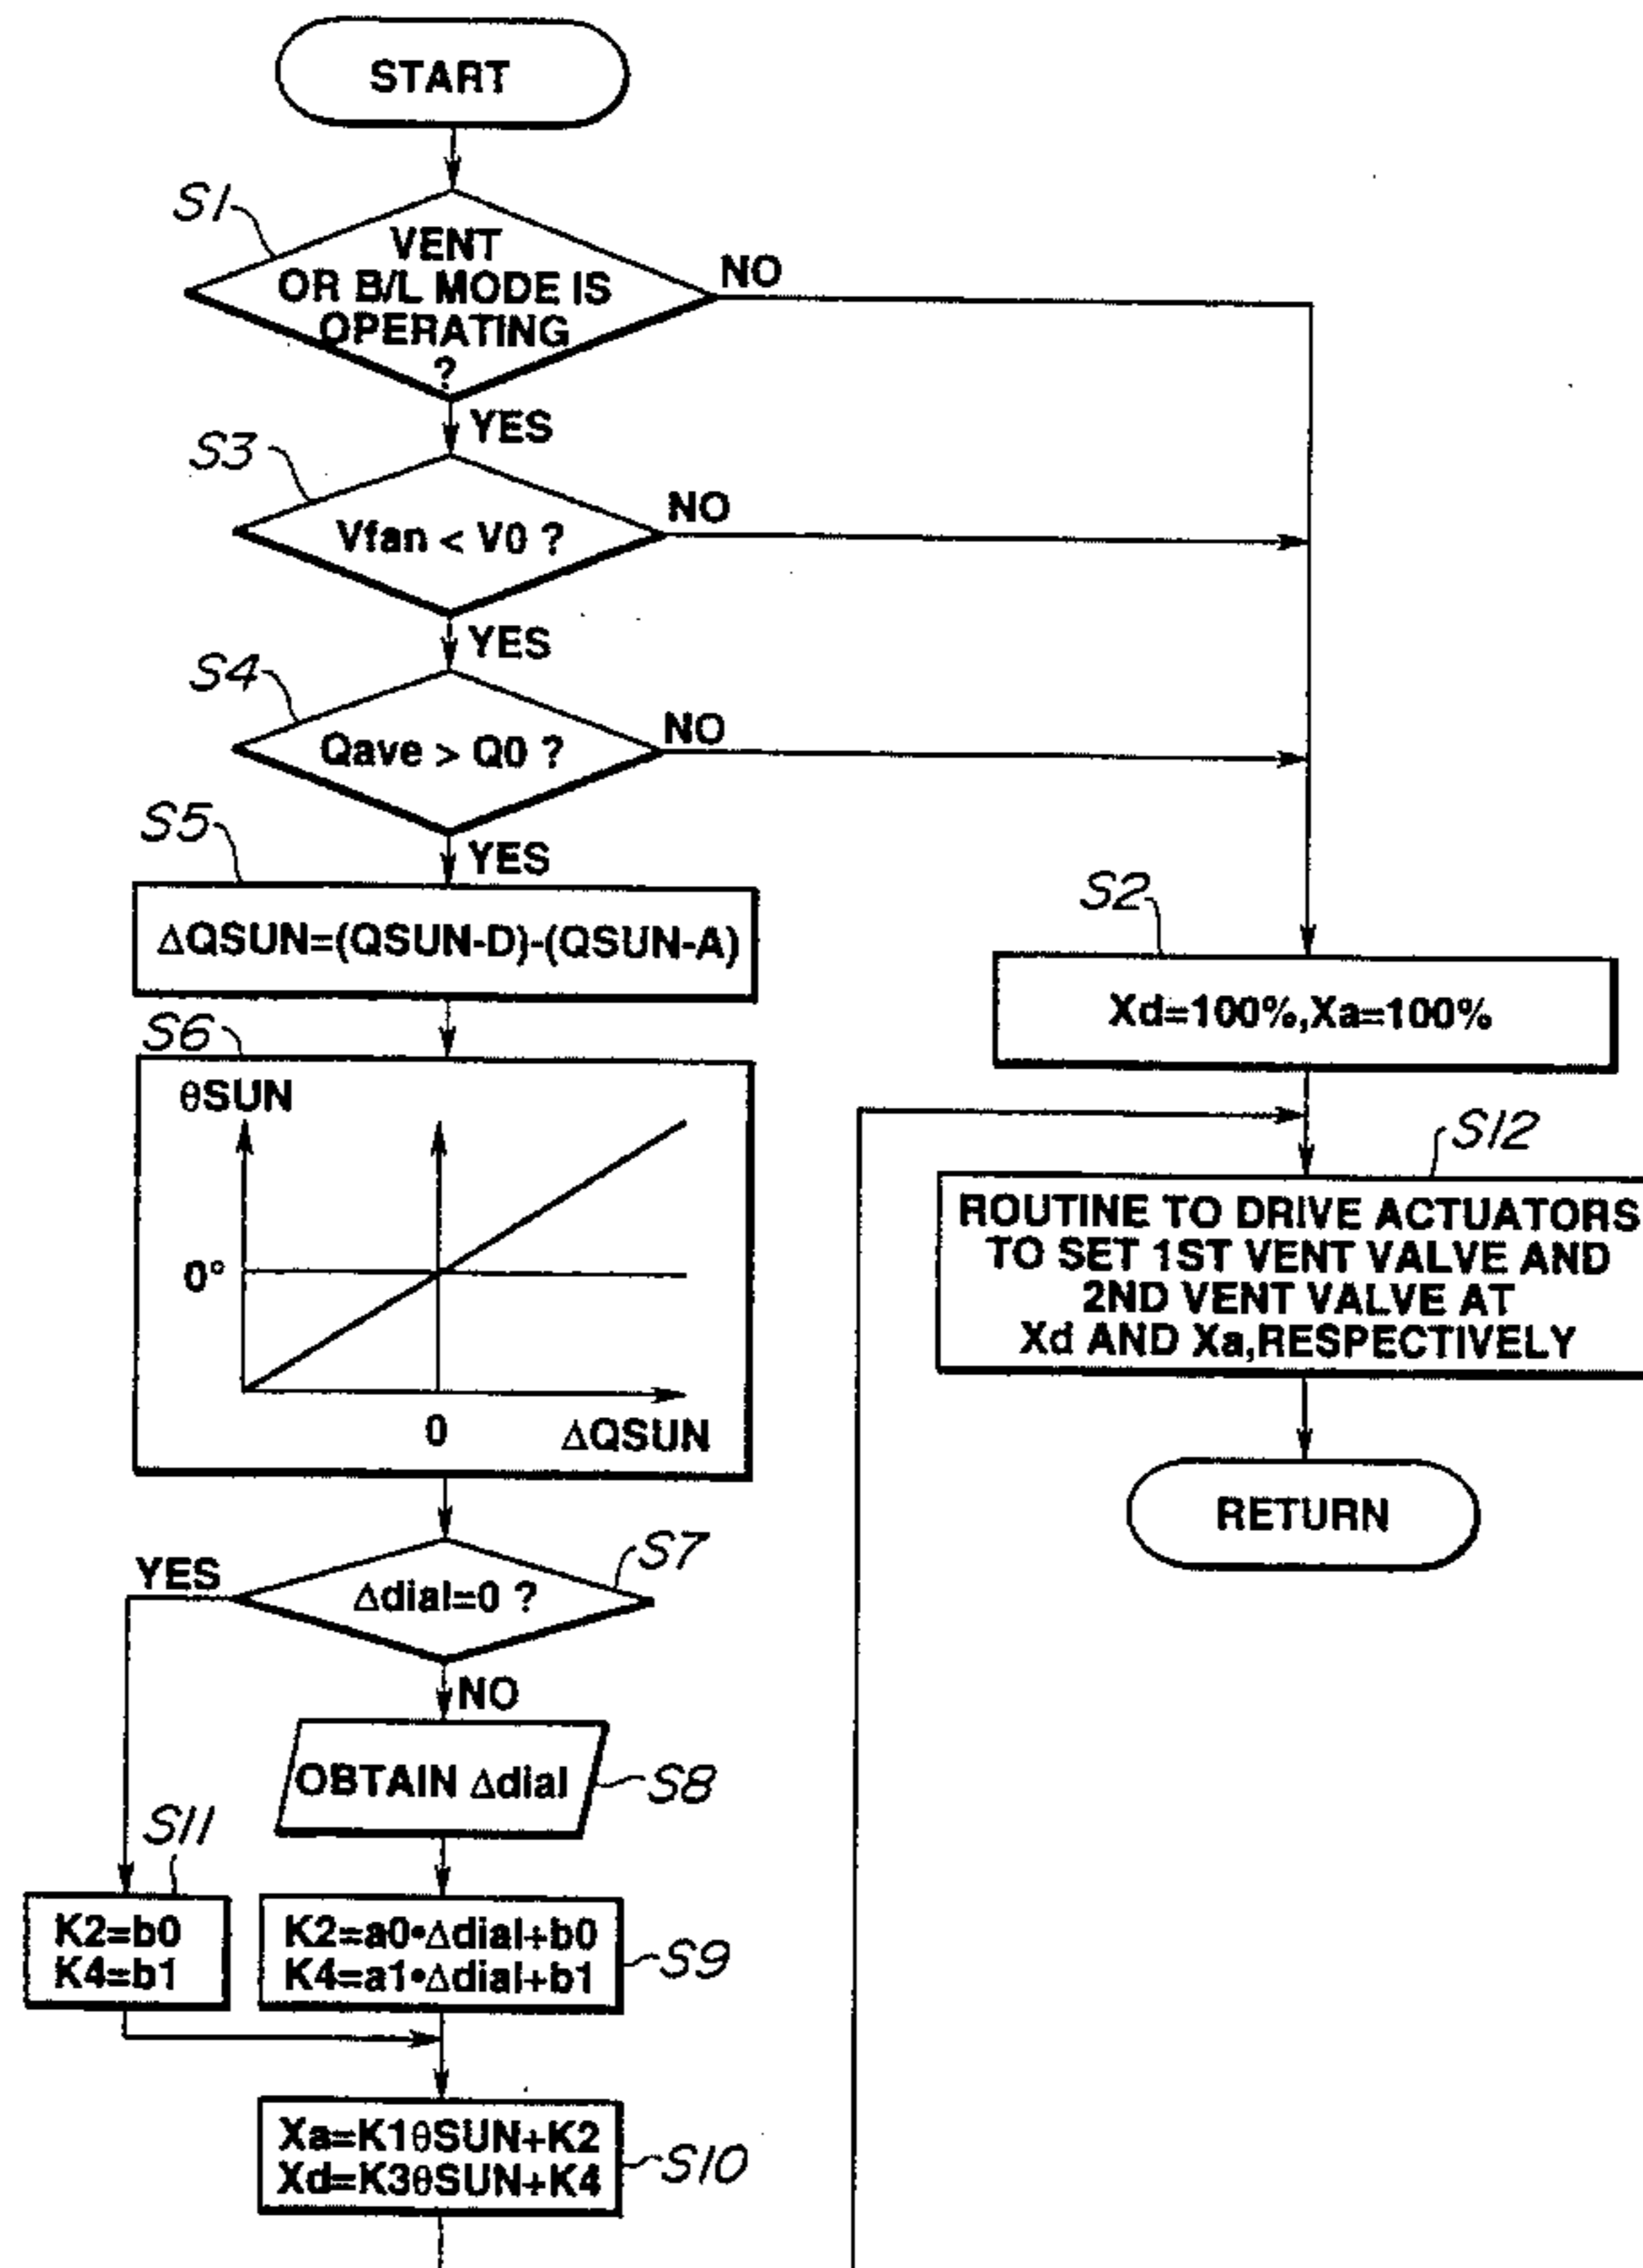 START
S1
VENT
OR B/L MODE IS
OPERATING
?
NO
YES
S3
Vfan < V0 ?
NO
YES
S4
Qave > Q0 ?
NO
YES
S5
ΔQSUN=(QSUN-D)-(QSUN-A)
S2
Xd=100%,Xa=100%
S6
θSUN
0°
0
ΔQSUN
S12
ROUTINE TO DRIVE ACTUATORS
TO SET 1ST VENT VALVE AND
2ND VENT VALVE AT
Xd AND Xa,RESPECTIVELY
RETURN
S7
YES
Δdial=0 ?
NO
OBTAIN Δdial
S8
S11
K2=b0
K4=b1
K2=a0•Δdial+b0
K4=a1•Δdial+b1
S9
Xa=K1θSUN+K2
Xd=K3θSUN+K4
S10